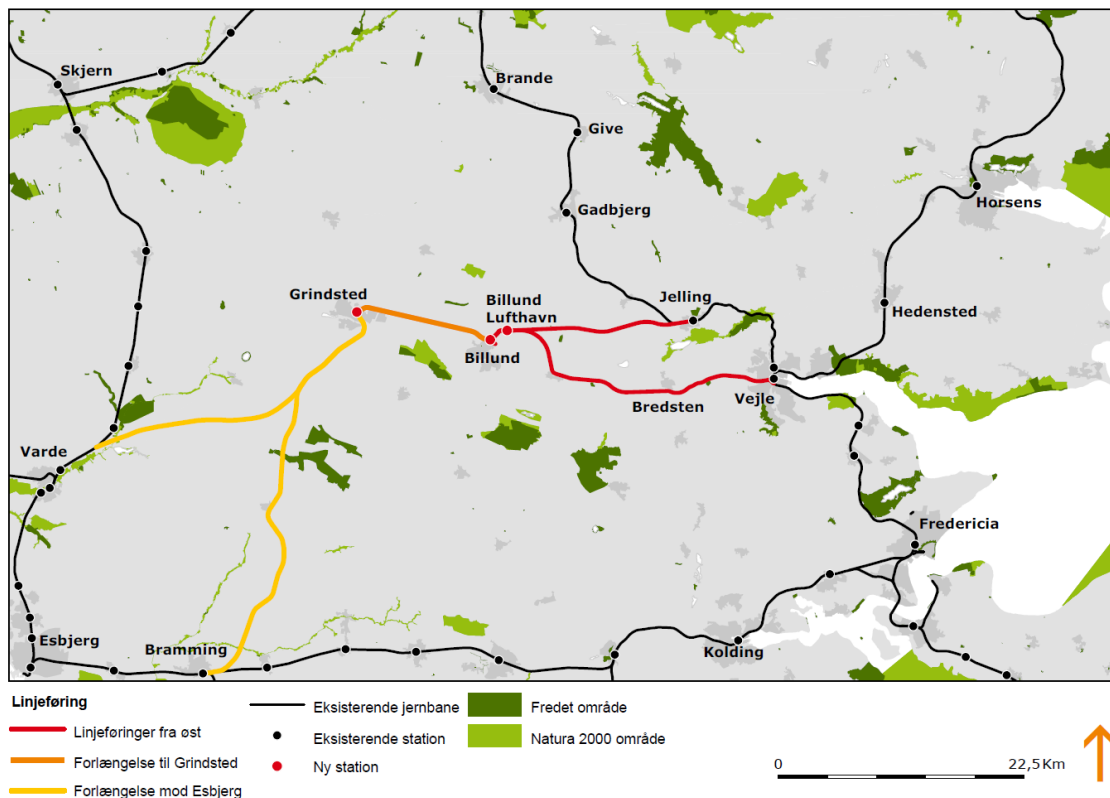 Skjern
Brande
Give
Gadbjerg
Horsens
Hedensted
Grindsted
Billund
Lufthavn
Jelling
Billund
Bredsten
Vejle
Varde
Fredericia
Esbjerg
Bramming
Kolding
Linjeføring
Linjeføringer fra øst
Forlængelse til Grindsted
Forlængelse mod Esbjerg
Eksisterende jernbane
Eksisterende station
Ny station
Fredet område
Natura 2000 område
0 22,5 Km